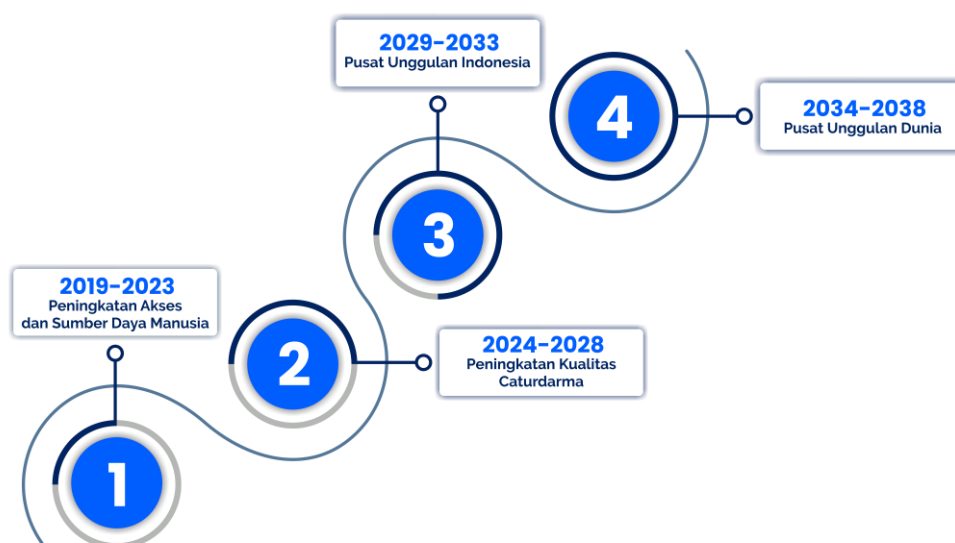 2019-2023
Peningkatan Akses
dan Sumber Daya Manusia
1
2
2024-2028
Peningkatan Kualitas
Caturdarma
2029-2033
Pusat Unggulan Indonesia
3
4
2034-2038
Pusat Unggulan Dunia